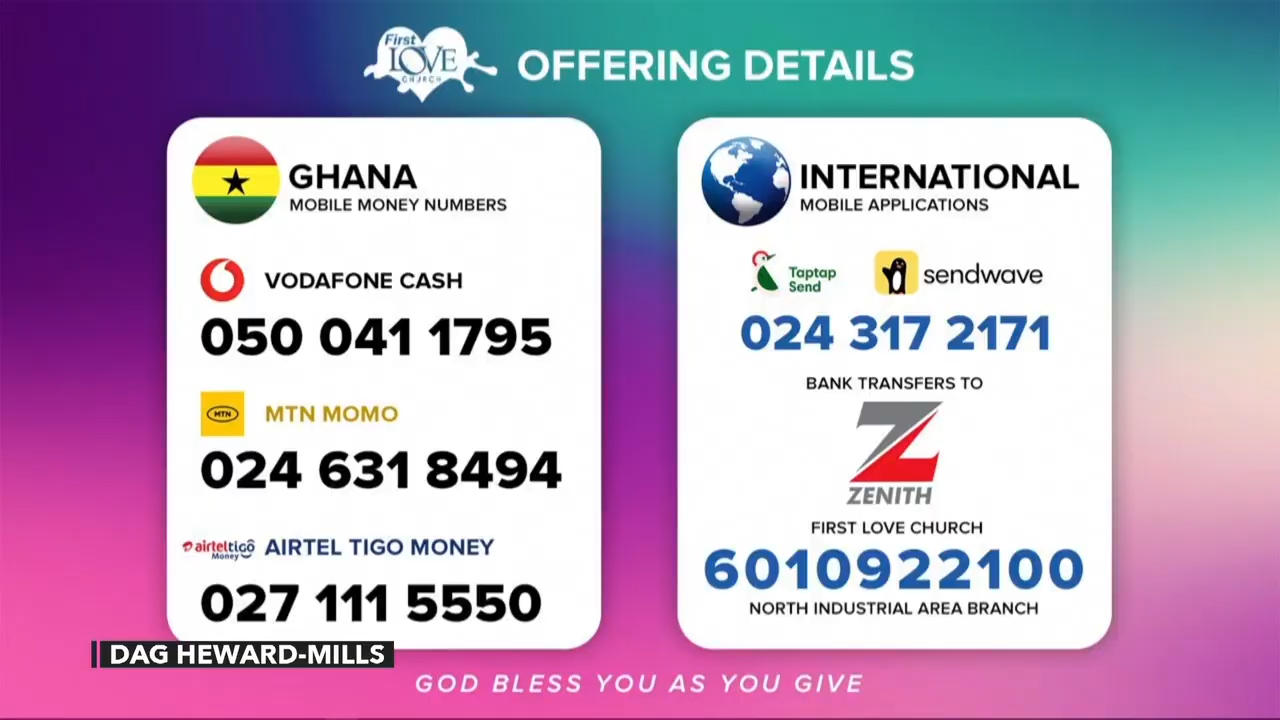 First
LOVE
CHURCH
OFFERING DETAILS
GHANA
MOBILE MONEY NUMBERS
VODAFONE CASH
050 041 1795
MTN
MTN MOMO
024 631 8494
airteltigo
Money
AIRTEL TIGO MONEY
027 111 5550
INTERNATIONAL
MOBILE APPLICATIONS
Taptap
Send
sendwave
024 317 2171
BANK TRANSFERS TO
Z
ZENITH
FIRST LOVE CHURCH
6010922100
NORTH INDUSTRIAL AREA BRANCH
DAG HEWARD-MILLS
GOD BLESS YOU AS YOU GIVE